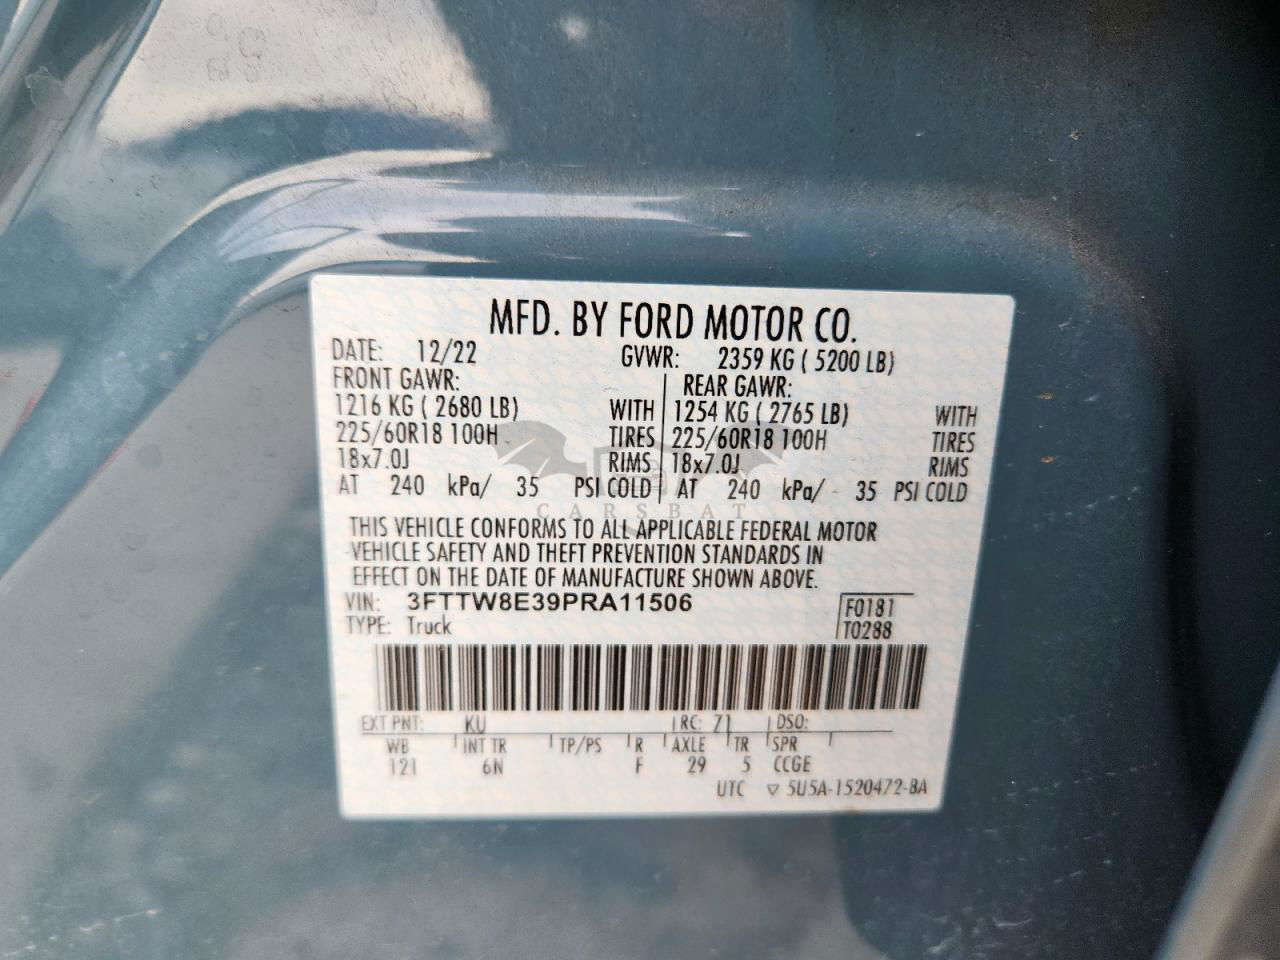 MFD. BY FORD MOTOR CO.
DATE: 12/22 GVWR: 2359 KG ( 5200 LB)
FRONT GAWR: REAR GAWR:
1216 KG ( 2680 LB) WITH 1254 KG ( 2765 LB) WITH
225/60R18 100H TIRES 225/60R18 100H TIRES
18x7.0J RIMS 18x7.0J RIMS
AT 240 kPa/ 35 PSI COLD AT 240 kPa/ 35 PSI COLD
CARSBAT
THIS VEHICLE CONFORMS TO ALL APPLICABLE FEDERAL MOTOR
VEHICLE SAFETY AND THEFT PREVENTION STANDARDS IN
EFFECT ON THE DATE OF MANUFACTURE SHOWN ABOVE.
VIN: 3FTTW8E39PRA11506 F0181
TYPE: Truck T0288
EXT PNT: KU RC: 71 DSO:
WB INT TR TP/PS R AXLE TR SPR
121 6N F 29 5 CCGE
UTC ▽ 5U5A-1520472-BA